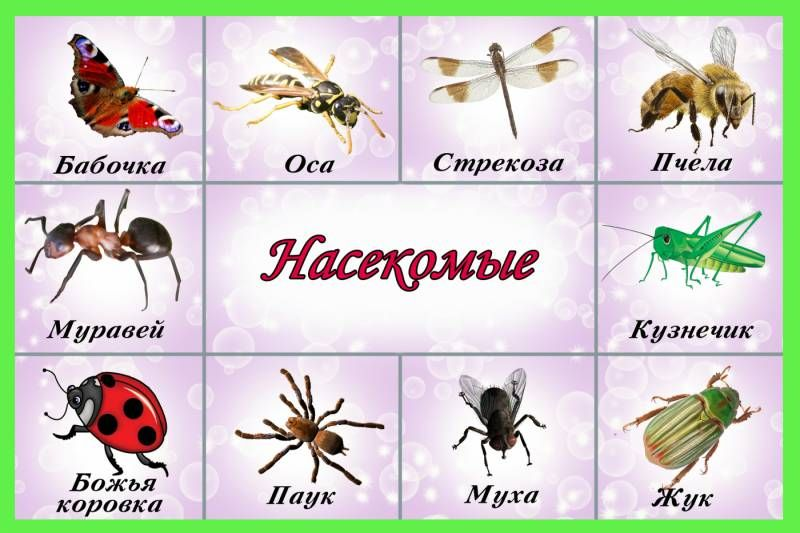 Бабочка
Оса
Стрекоза
Пчела
Муравей
Насекомые
Кузнечик
Божья
коровка
Паук
Муха
Жук